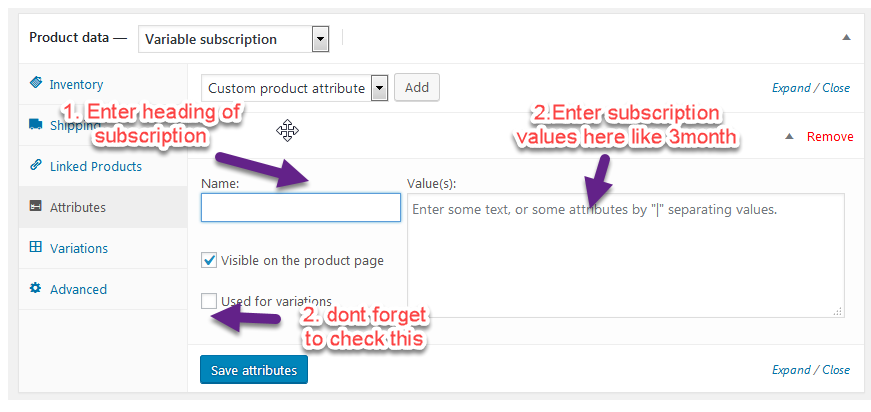 Product data — Variable subscription
Inventory
Custom product attribute Add
Expand / Close
1. Enter heading of
subscription
2.Enter subscription
values here like 3month
Shipping
Remove
Linked Products
Name:
Value(s):
Attributes
Enter some text, or some attributes by "|" separating values.
Variations
Visible on the product page
Advanced
Used for variations
2. dont forget
to check this
Save attributes
Expand / Close